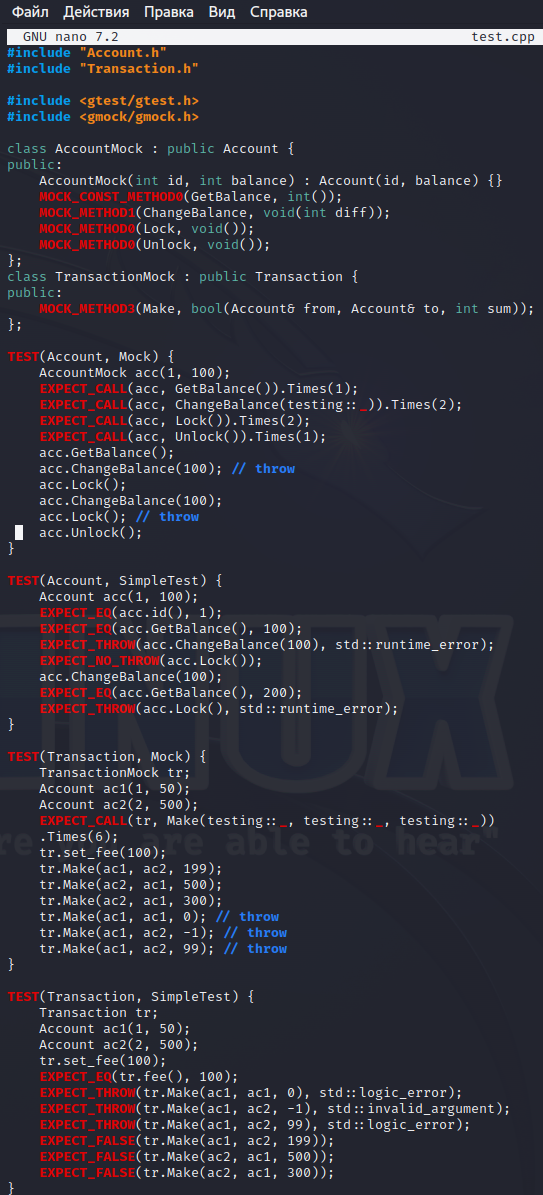 Файл Действия Правка Вид Справка
GNU nano 7.2 test.cpp
#include "Account.h"
#include "Transaction.h"
#include <gtest/gtest.h>
#include <gmock/gmock.h>
class AccountMock : public Account {
public:
    AccountMock(int id, int balance) : Account(id, balance) {}
    MOCK_CONST_METHOD0(GetBalance, int());
    MOCK_METHOD1(ChangeBalance, void(int diff));
    MOCK_METHOD0(Lock, void());
    MOCK_METHOD0(Unlock, void());
};
class TransactionMock : public Transaction {
public:
    MOCK_METHOD3(Make, bool(Account& from, Account& to, int sum));
};
TEST(Account, Mock) {
    AccountMock acc(1, 100);
    EXPECT_CALL(acc, GetBalance()).Times(1);
    EXPECT_CALL(acc, ChangeBalance(testing::_)).Times(2);
    EXPECT_CALL(acc, Lock()).Times(2);
    EXPECT_CALL(acc, Unlock()).Times(1);
    acc.GetBalance();
    acc.ChangeBalance(100); // throw
    acc.Lock();
    acc.ChangeBalance(100);
    acc.Lock(); // throw
    acc.Unlock();
}
TEST(Account, SimpleTest) {
    Account acc(1, 100);
    EXPECT_EQ(acc.id(), 1);
    EXPECT_EQ(acc.GetBalance(), 100);
    EXPECT_THROW(acc.ChangeBalance(100), std::runtime_error);
    EXPECT_NO_THROW(acc.Lock());
    acc.ChangeBalance(100);
    EXPECT_EQ(acc.GetBalance(), 200);
    EXPECT_THROW(acc.Lock(), std::runtime_error);
}
TEST(Transaction, Mock) {
    TransactionMock tr;
    Account ac1(1, 50);
    Account ac2(2, 500);
    EXPECT_CALL(tr, Make(testing::_, testing::_, testing::_))
    .Times(6);
    tr.set_fee(100);
    tr.Make(ac1, ac2, 199);
    tr.Make(ac2, ac1, 500);
    tr.Make(ac2, ac1, 300);
    tr.Make(ac1, ac1, 0); // throw
    tr.Make(ac1, ac2, -1); // throw
    tr.Make(ac1, ac2, 99); // throw
}
TEST(Transaction, SimpleTest) {
    Transaction tr;
    Account ac1(1, 50);
    Account ac2(2, 500);
    tr.set_fee(100);
    EXPECT_EQ(tr.fee(), 100);
    EXPECT_THROW(tr.Make(ac1, ac1, 0), std::logic_error);
    EXPECT_THROW(tr.Make(ac1, ac2, -1), std::invalid_argument);
    EXPECT_THROW(tr.Make(ac1, ac2, 99), std::logic_error);
    EXPECT_FALSE(tr.Make(ac1, ac2, 199));
    EXPECT_FALSE(tr.Make(ac2, ac1, 500));
    EXPECT_FALSE(tr.Make(ac2, ac1, 300));
}
are able to hear"